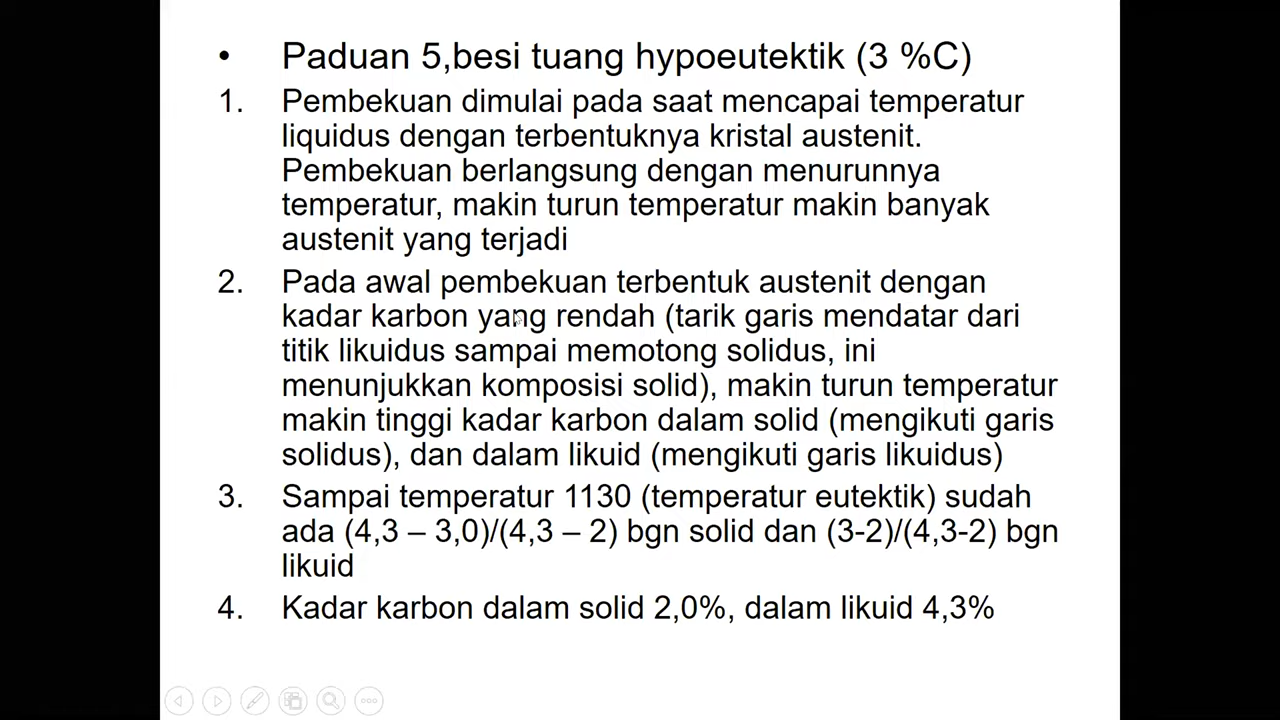 • Paduan 5,besi tuang hypoeutektik (3 %C)
1. Pembekuan dimulai pada saat mencapai temperatur
liquidus dengan terbentuknya kristal austenit.
Pembekuan berlangsung dengan menurunnya
temperatur, makin turun temperatur makin banyak
austenit yang terjadi
2. Pada awal pembekuan terbentuk austenit dengan
kadar karbon yang rendah (tarik garis mendatar dari
titik likuidus sampai memotong solidus, ini
menunjukkan komposisi solid), makin turun temperatur
makin tinggi kadar karbon dalam solid (mengikuti garis
solidus), dan dalam likuid (mengikuti garis likuidus)
3. Sampai temperatur 1130 (temperatur eutektik) sudah
ada (4,3 – 3,0)/(4,3 – 2) bgn solid dan (3-2)/(4,3-2) bgn
likuid
4. Kadar karbon dalam solid 2,0%, dalam likuid 4,3%